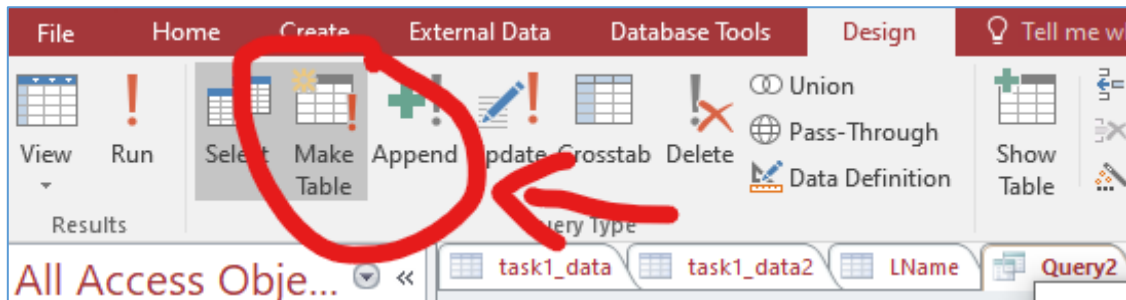 File Home Create External Data Database Tools Design Tell me w
View Run Select Make Table Append Update Crosstab Delete Union
Pass-Through
Data Definition
Show Table
Results Query Type
All Access Obje... « task1_data task1_data2 LName Query2